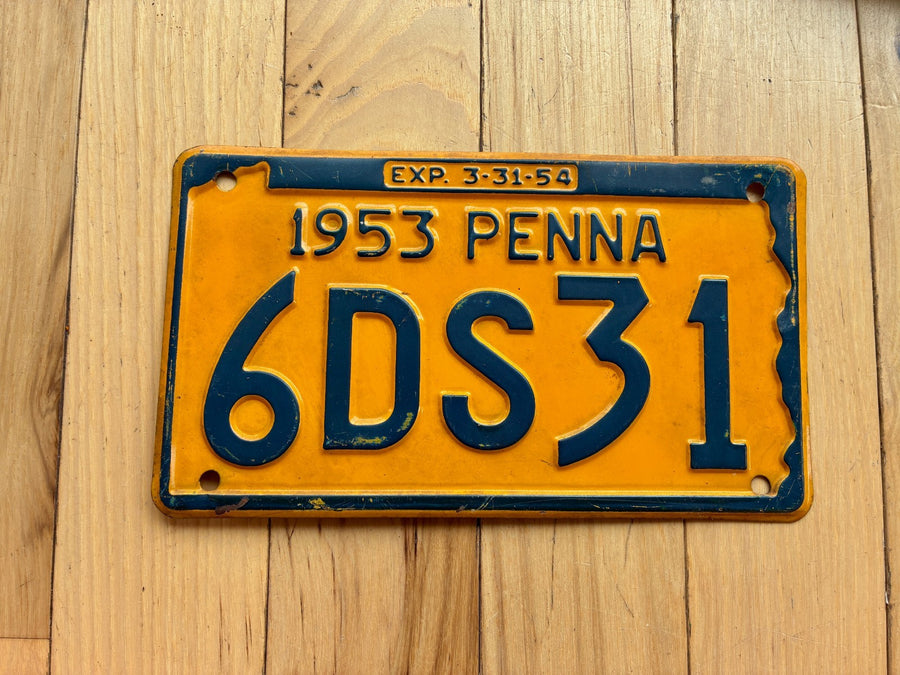 EXP. 3-31-54
1953 PENNA
6DS31